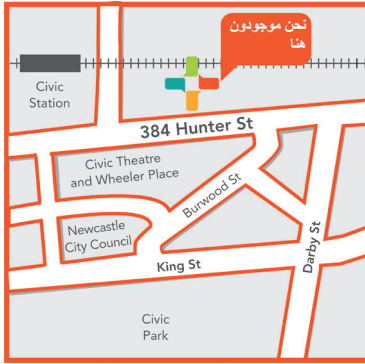 نحن موجودون
هنا
Civic
Station
384 Hunter St
Civic Theatre
and Wheeler Place
Burwood St
Newcastle
City Council
King St
Darby St
Civic
Park